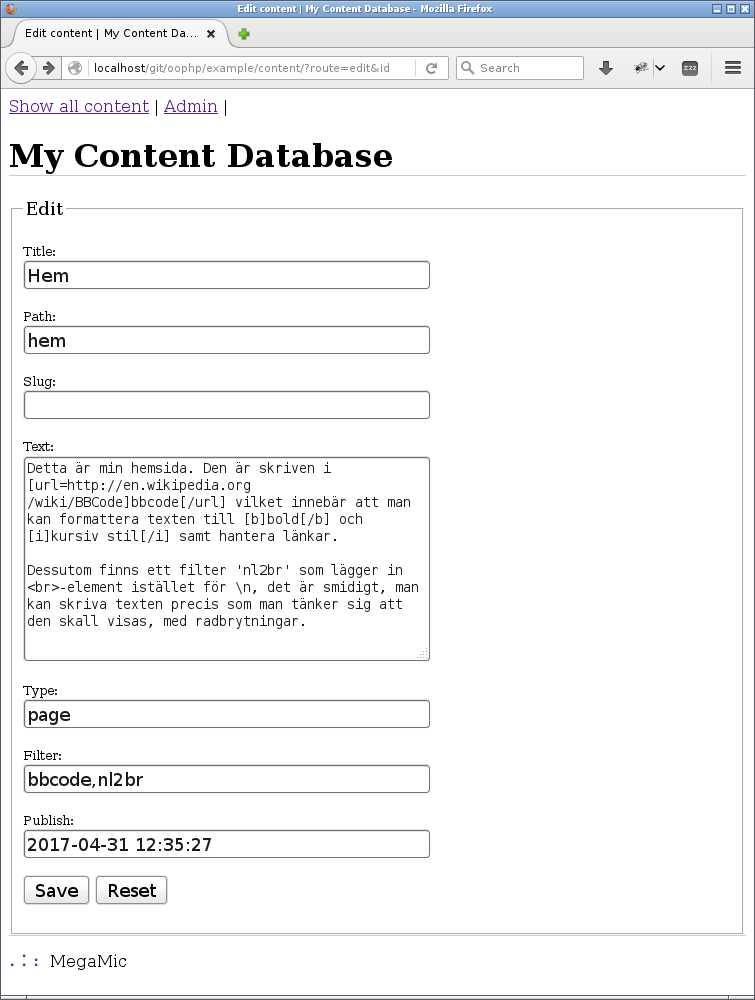 Edit content | My Content Database - Mozilla Firefox
Edit content | My Content Da...
localhost/git/oophp/example/content/?route=edit&id
Search
Show all content | Admin |
My Content Database
Edit
Title:
Hem
Path:
hem
Slug:
Text:
Detta är min hemsida. Den är skriven i
[url=http://en.wikipedia.org
/wiki/BBCode]bbcode[/url] vilket innebär att man
kan formattera texten till [b]bold[/b] och
[i]kursiv stil[/i] samt hantera länkar.
Dessutom finns ett filter 'nl2br' som lägger in
<br>-element istället för \n, det är smidigt, man
kan skriva texten precis som man tänker sig att
den skall visas, med radbrytningar.
Type:
page
Filter:
bbcode,nl2br
Publish:
2017-04-31 12:35:27
Save Reset
. : : MegaMic